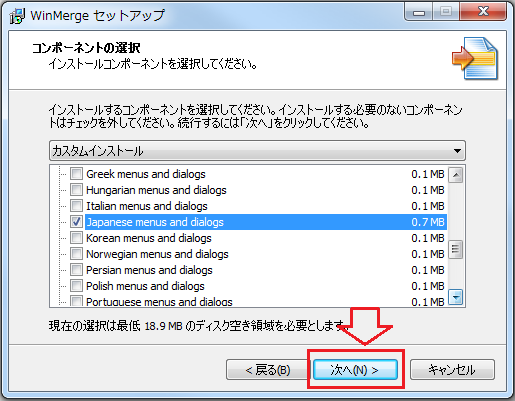 WinMerge セットアップ
コンポーネントの選択
インストールコンポーネントを選択してください。
インストールするコンポーネントを選択してください。インストールする必要のないコンポーネン
トはチェックを外してください。続行するには「次へ」をクリックしてください。
カスタムインストール
Greek menus and dialogs 0.1 MB
Hungarian menus and dialogs 0.1 MB
Italian menus and dialogs 0.1 MB
Japanese menus and dialogs 0.7 MB
Korean menus and dialogs 0.1 MB
Norwegian menus and dialogs 0.1 MB
Persian menus and dialogs 0.1 MB
Polish menus and dialogs 0.1 MB
Portuguese menus and dialogs 0.1 MB
現在の選択は最低 18.9 MB のディスク空き領域を必要とします。
< 戻る(B) 次へ(N) > キャンセル